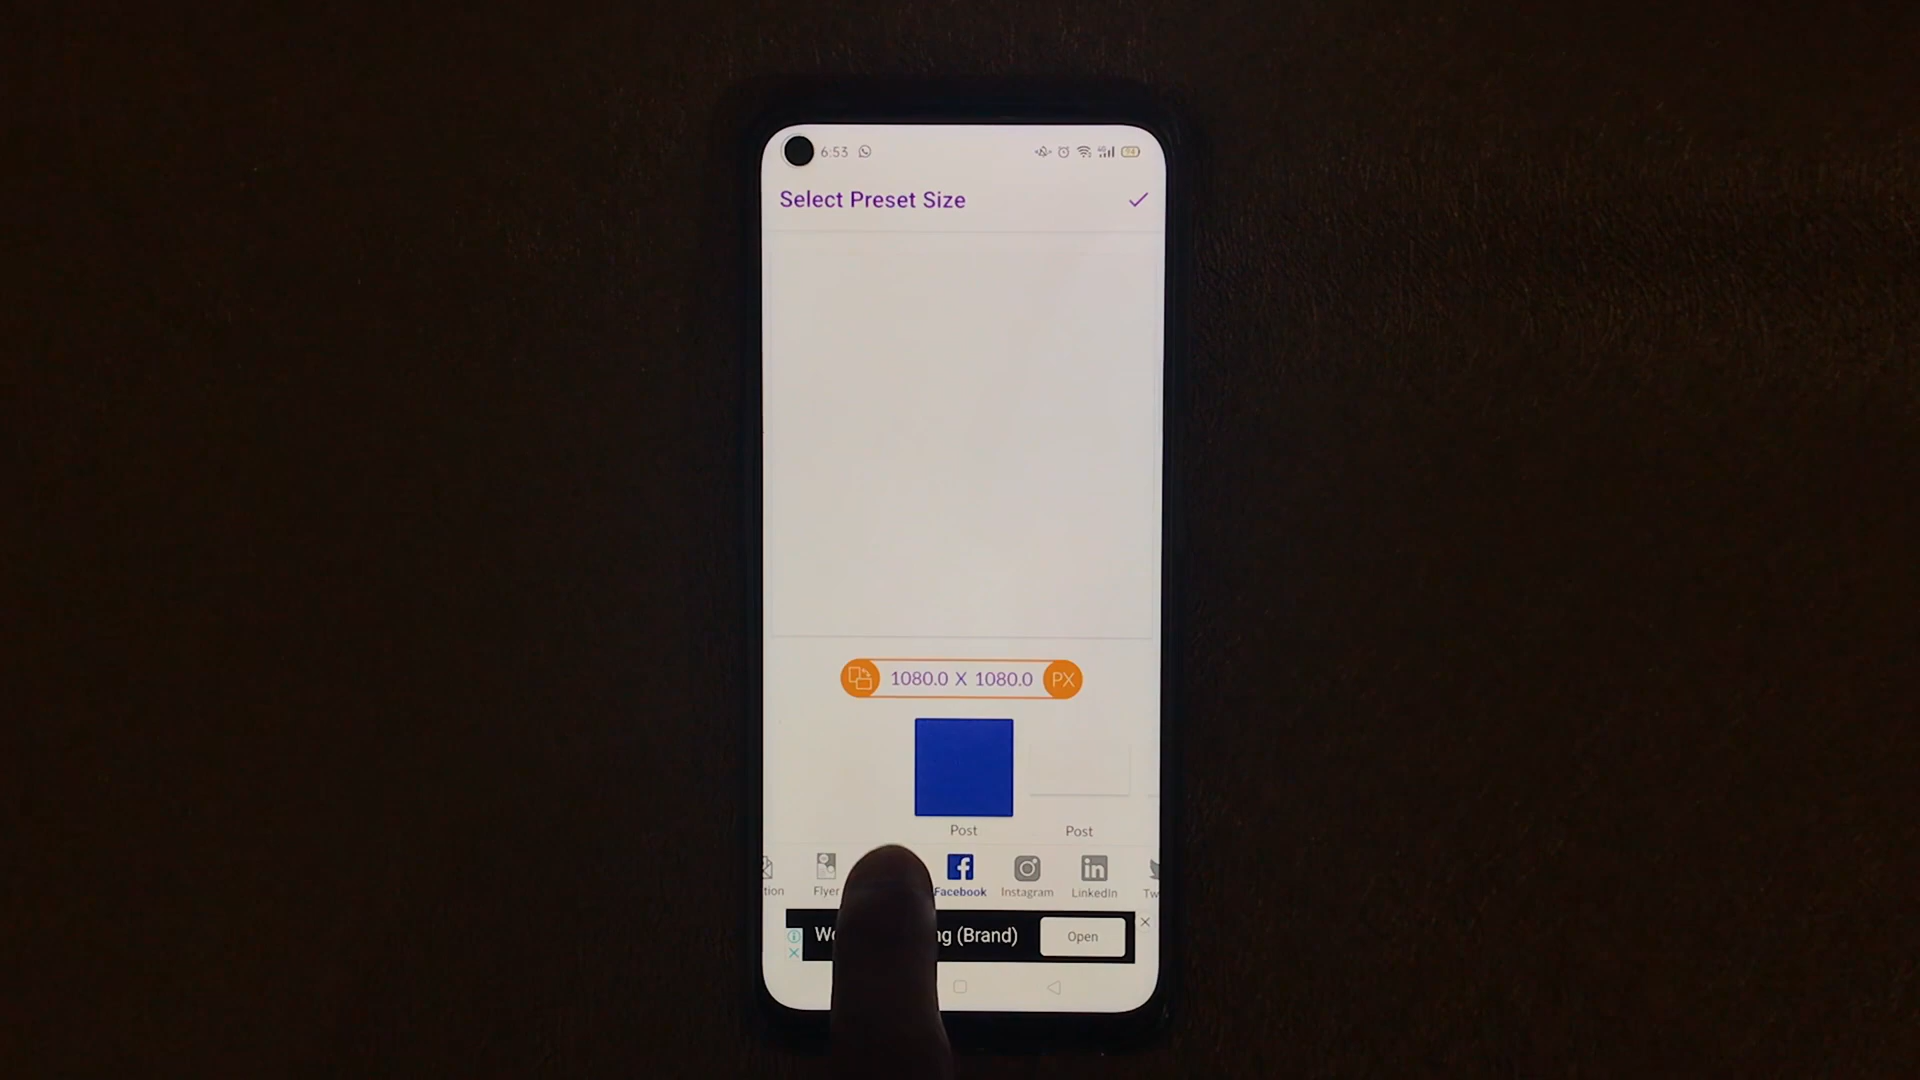 6:53
94
Select Preset Size
1080.0 X 1080.0 PX
Post Post
tion Flyer Facebook Instagram LinkedIn Tw
ng (Brand) Open